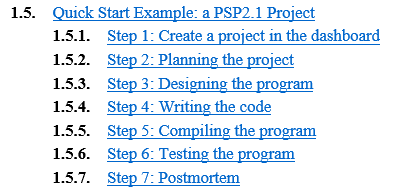 1.5. Quick Start Example: a PSP2.1 Project
1.5.1. Step 1: Create a project in the dashboard
1.5.2. Step 2: Planning the project
1.5.3. Step 3: Designing the program
1.5.4. Step 4: Writing the code
1.5.5. Step 5: Compiling the program
1.5.6. Step 6: Testing the program
1.5.7. Step 7: Postmortem